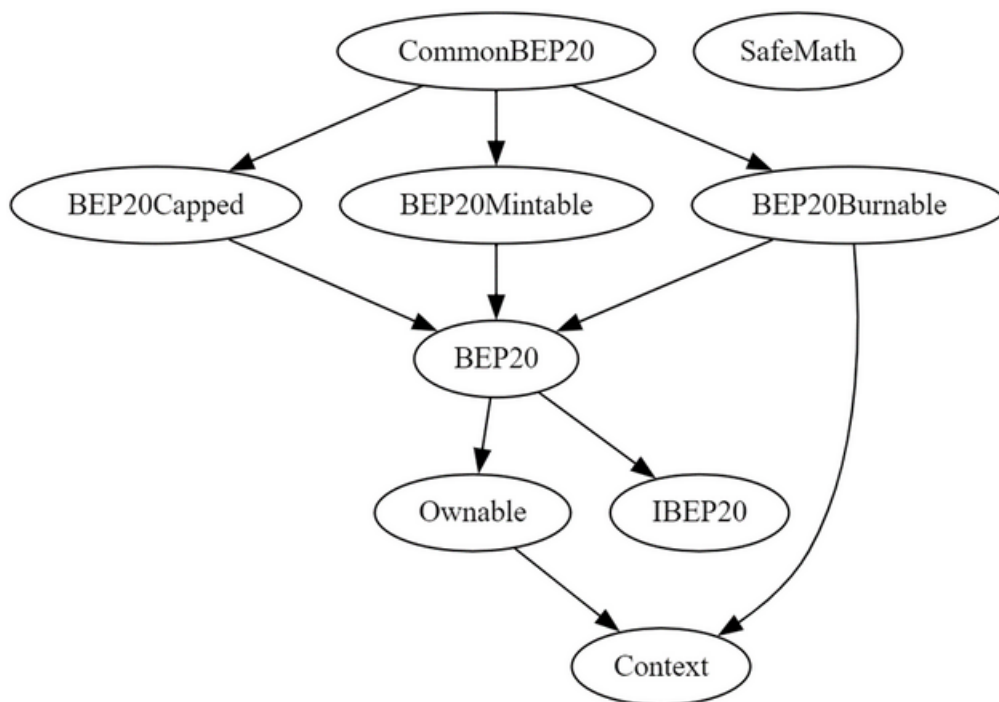 CommonBEP20
SafeMath
BEP20Capped
BEP20Mintable
BEP20Burnable
BEP20
Ownable
IBEP20
Context